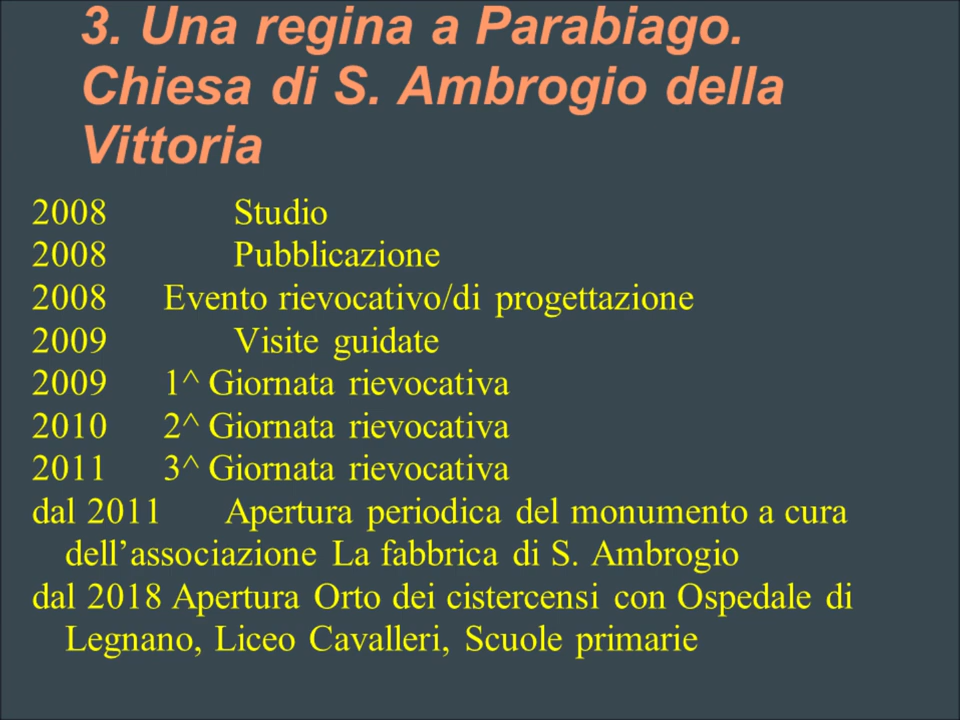 3. Una regina a Parabiago.
Chiesa di S. Ambrogio della
Vittoria
2008 Studio
2008 Pubblicazione
2008 Evento rievocativo/di progettazione
2009 Visite guidate
2009 1^ Giornata rievocativa
2010 2^ Giornata rievocativa
2011 3^ Giornata rievocativa
dal 2011 Apertura periodica del monumento a cura
dell’associazione La fabbrica di S. Ambrogio
dal 2018 Apertura Orto dei cistercensi con Ospedale di
Legnano, Liceo Cavalleri, Scuole primarie